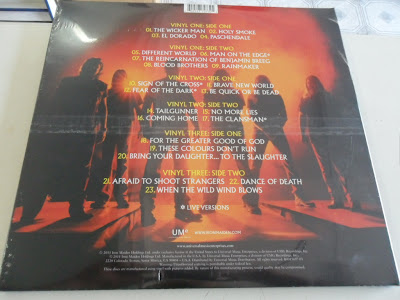 VINYL ONE: SIDE ONE
01. THE WICKER MAN 02. HOLY SMOKE
03. EL DORADO 04. PASCHENDALE
VINYL ONE: SIDE TWO
05. DIFFERENT WORLD 06. MAN ON THE EDGE*
07. THE REINCARNATION OF BENJAMIN BREEG
08. BLOOD BROTHERS 09. RAINMAKER
VINYL TWO: SIDE ONE
10. SIGN OF THE CROSS* 11. BRAVE NEW WORLD
12. FEAR OF THE DARK* 13. BE QUICK OR BE DEAD
VINYL TWO: SIDE TWO
14. TAILGUNNER 15. NO MORE LIES
16. COMING HOME 17. THE CLANSMAN*
VINYL THREE: SIDE ONE
18. FOR THE GREATER GOOD OF GOD
19. THESE COLOURS DON'T RUN
20. BRING YOUR DAUGHTER... TO THE SLAUGHTER
VINYL THREE: SIDE TWO
21. AFRAID TO SHOOT STRANGERS 22. DANCE OF DEATH
23. WHEN THE WILD WIND BLOWS
* LIVE VERSIONS
UMe WWW.IRONMAIDEN.COM